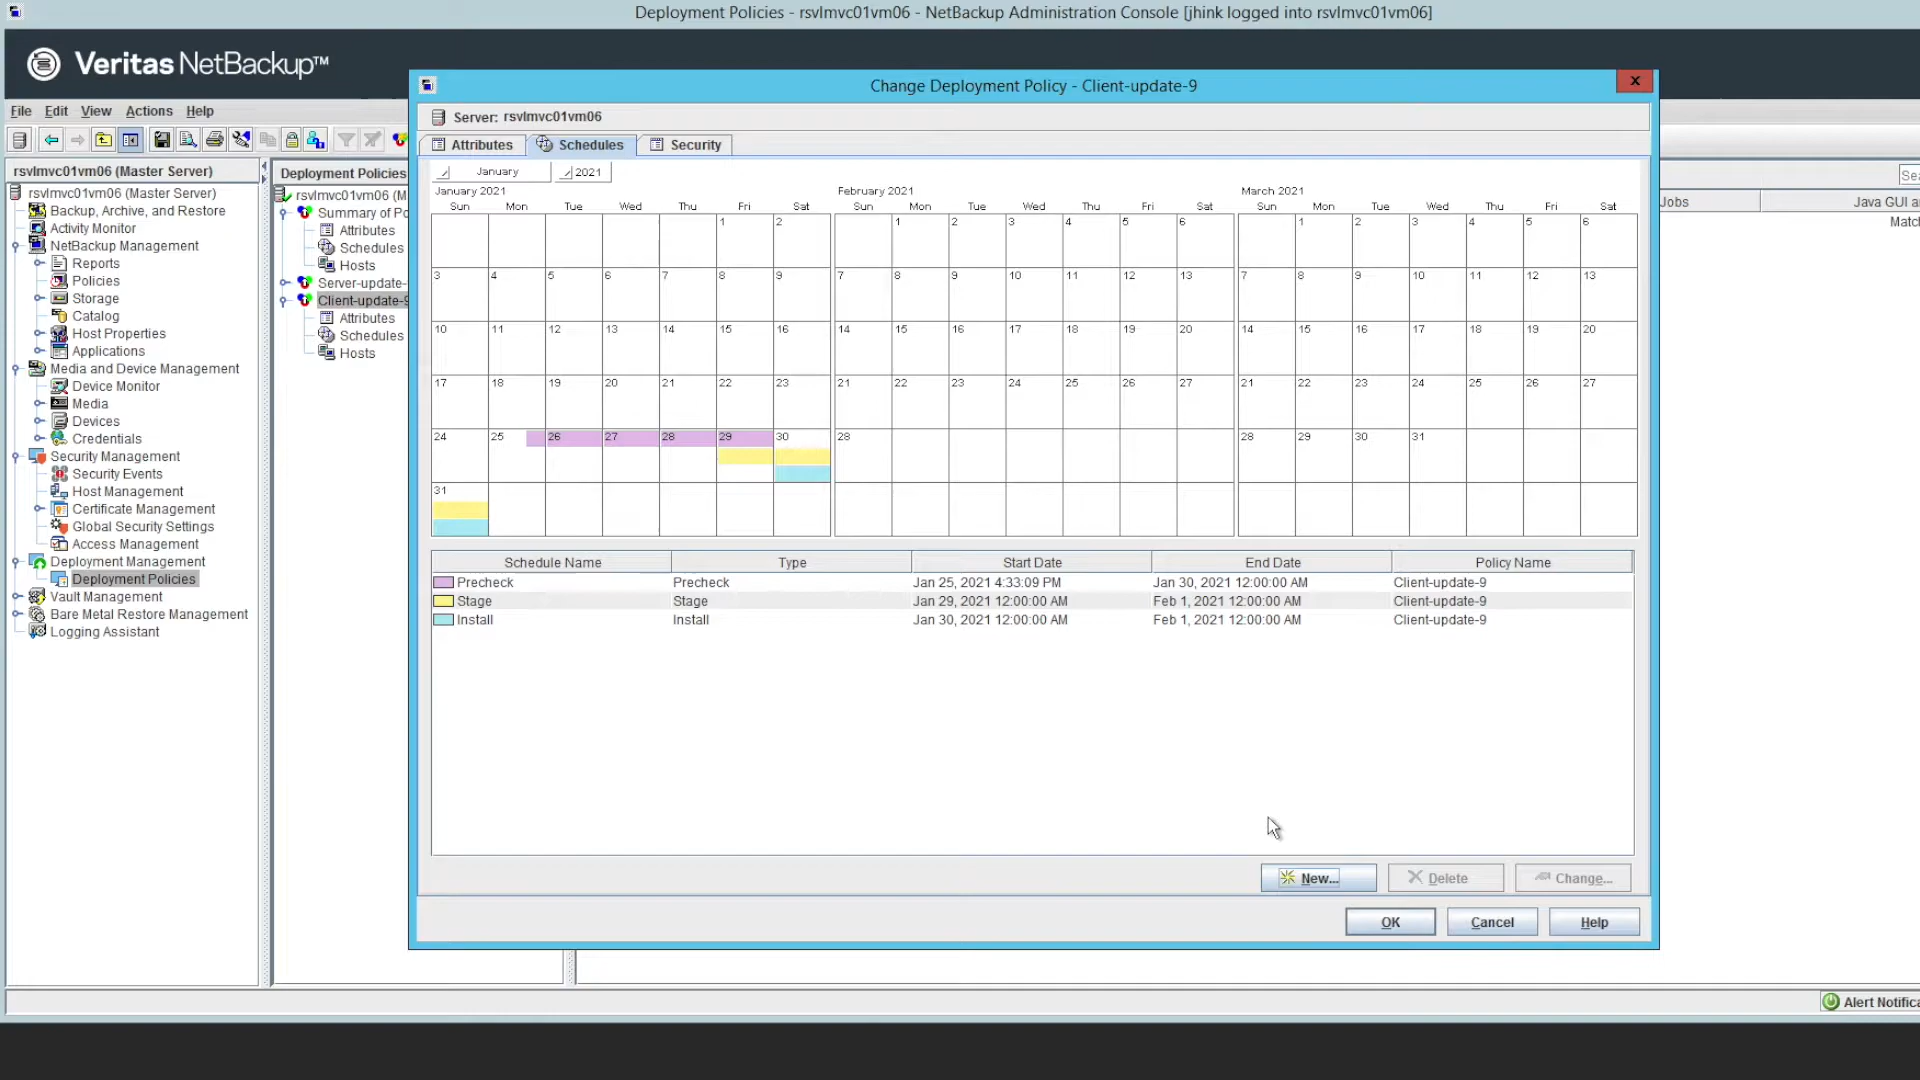 Deployment Policies - rsvlmvc01vm06 - NetBackup Administration Console [jhink logged into rsvlmvc01vm06]
Veritas NetBackup™
File Edit View Actions Help
rsvlmvc01vm06 (Master Server)
rsvlmvc01vm06 (Master Server)
Backup, Archive, and Restore
Activity Monitor
NetBackup Management
Reports
Policies
Storage
Catalog
Host Properties
Applications
Media and Device Management
Device Monitor
Media
Devices
Credentials
Security Management
Security Events
Host Management
Certificate Management
Global Security Settings
Access Management
Deployment Management
Deployment Policies
Vault Management
Bare Metal Restore Management
Logging Assistant
Deployment Policies
rsvlmvc01vm06 (M
Summary of Po
Attributes
Schedules
Hosts
Server-update-
Client-update-9
Attributes
Schedules
Hosts
Change Deployment Policy - Client-update-9
x
Server: rsvlmvc01vm06
Attributes Schedules Security
January 2021
January 2021 February 2021 March 2021
Sun Mon Tue Wed Thu Fri Sat Sun Mon Tue Wed Thu Fri Sat Sun Mon Tue Wed Thu Fri Sat
1 2 1 2 3 4 5 6 1 2 3 4 5 6
3 4 5 6 7 8 9 7 8 9 10 11 12 13 7 8 9 10 11 12 13
10 11 12 13 14 15 16 14 15 16 17 18 19 20 14 15 16 17 18 19 20
17 18 19 20 21 22 23 21 22 23 24 25 26 27 21 22 23 24 25 26 27
24 25 26 27 28 29 30 28 28 29 30 31
31
Schedule Name Type Start Date End Date Policy Name
Precheck Precheck Jan 25, 2021 4:33:09 PM Jan 30, 2021 12:00:00 AM Client-update-9
Stage Stage Jan 29, 2021 12:00:00 AM Feb 1, 2021 12:00:00 AM Client-update-9
Install Install Jan 30, 2021 12:00:00 AM Feb 1, 2021 12:00:00 AM Client-update-9
New... Delete Change...
OK Cancel Help
Sea
Jobs Java GUI a
Matc
Alert Notifica